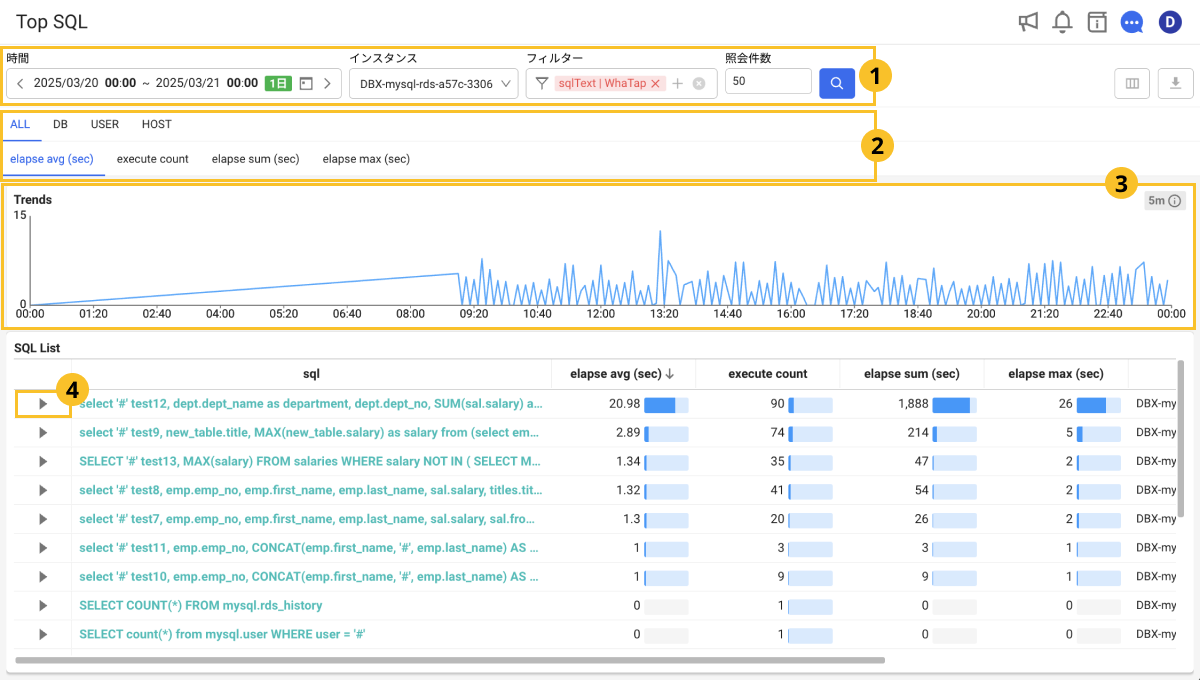 Top SQL
D
時間 インスタンス フィルター 照会件数
2025/03/20 00:00 ~ 2025/03/21 00:00 1日 DBX-mysql-rds-a57c-3306 sqlText | WhaTap 50
1
ALL DB USER HOST
2
elapse avg (sec) execute count elapse sum (sec) elapse max (sec)
3
Trends 5m
15
0
00:00 01:20 02:40 04:00 05:20 06:40 08:00 09:20 10:40 12:00 13:20 14:40 16:00 17:20 18:40 20:00 21:20 22:40 00:00
SQL List
sql elapse avg (sec) execute count elapse sum (sec) elapse max (sec)
4
select '#' test12, dept.dept_name as department, dept.dept_no, SUM(sal.salary) a... 20.98 90 1,888 26 DBX-my
select '#' test9, new_table.title, MAX(new_table.salary) as salary from (select em... 2.89 74 214 5 DBX-my
SELECT '#' test13, MAX(salary) FROM salaries WHERE salary NOT IN ( SELECT M... 1.34 35 47 2 DBX-my
select '#' test8, emp.emp_no, emp.first_name, emp.last_name, sal.salary, titles.tit... 1.32 41 54 2 DBX-my
select '#' test7, emp.emp_no, emp.first_name, emp.last_name, sal.salary, sal.fro... 1.3 20 26 2 DBX-my
select '#' test11, emp.emp_no, CONCAT(emp.first_name, '#', emp.last_name) AS ... 1 3 3 1 DBX-my
select '#' test10, emp.emp_no, CONCAT(emp.first_name, '#', emp.last_name) AS ... 1 9 9 1 DBX-my
SELECT COUNT(*) FROM mysql.rds_history 0 1 0 0 DBX-my
SELECT count(*) from mysql.user WHERE user = '#' 0 1 0 0 DBX-my